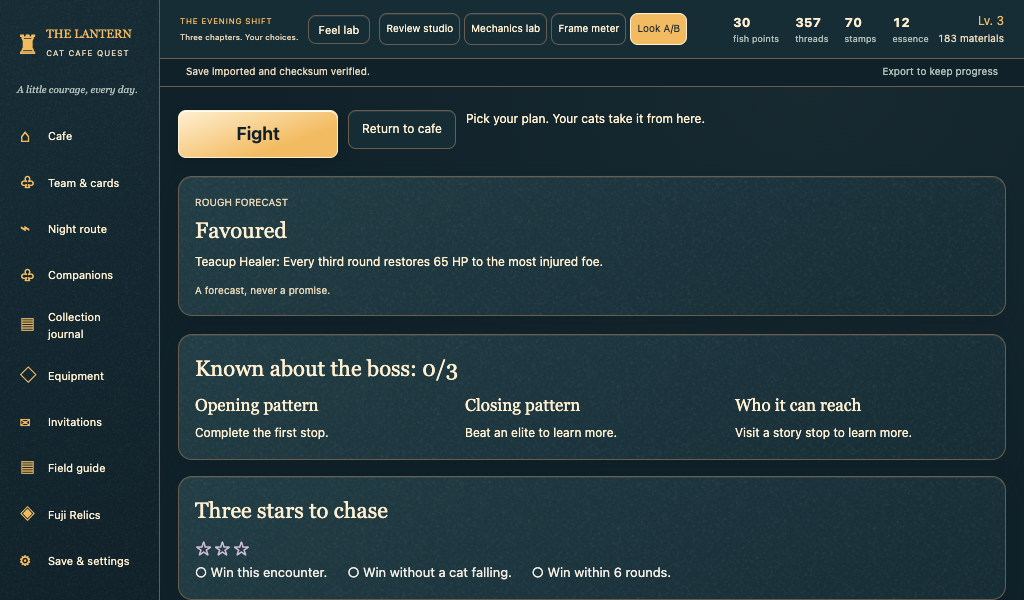 THE LANTERN
CAT CAFE QUEST
A little courage, every day.
Cafe
Team & cards
Night route
Companions
Collection journal
Equipment
Invitations
Field guide
Fuji Relics
Save & settings
THE EVENING SHIFT
Three chapters. Your choices.
Feel lab
Review studio
Mechanics lab
Frame meter
Look A/B
30 fish points
357 threads
70 stamps
12 essence
Lv. 3
183 materials
Save imported and checksum verified.
Export to keep progress
Fight
Return to cafe
Pick your plan. Your cats take it from here.
ROUGH FORECAST
Favoured
Teacup Healer: Every third round restores 65 HP to the most injured foe.
A forecast, never a promise.
Known about the boss: 0/3
Opening pattern
Complete the first stop.
Closing pattern
Beat an elite to learn more.
Who it can reach
Visit a story stop to learn more.
Three stars to chase
Win this encounter.
Win without a cat falling.
Win within 6 rounds.